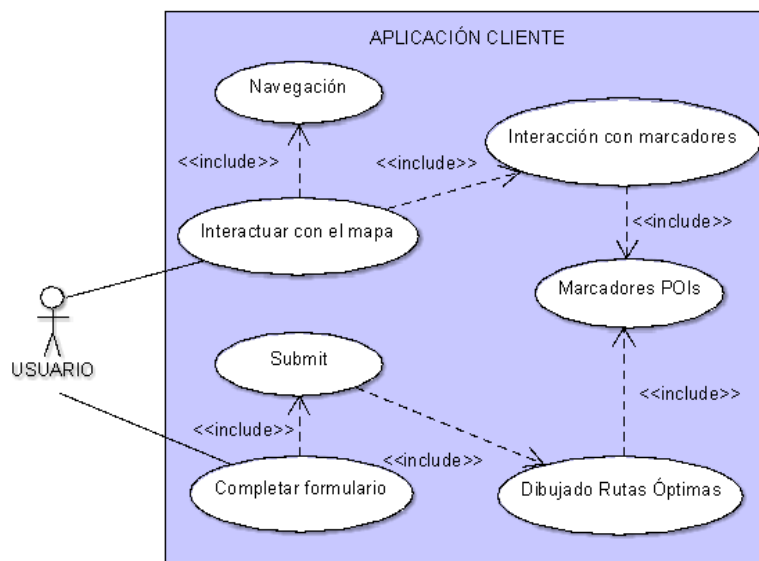 APLICACIÓN CLIENTE
Navegación
Interacción con marcadores
<<include>>
<<include>>
Interactuar con el mapa
<<include>>
Marcadores POIs
Submit
USUARIO
<<include>>
<<include>>
<<include>>
Completar formulario
Dibujado Rutas Óptimas